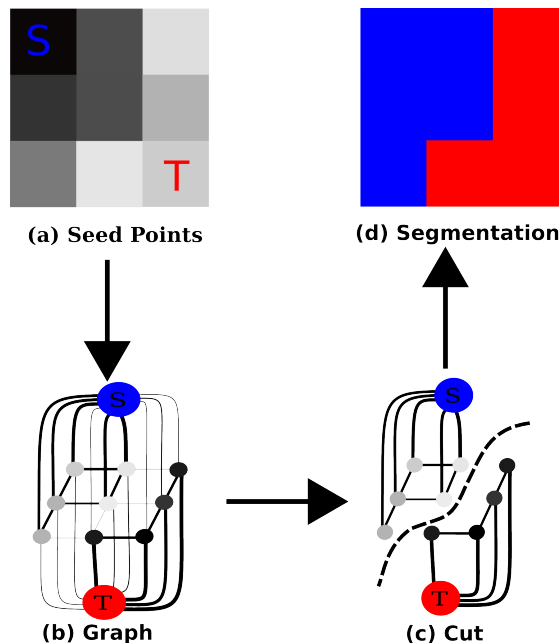 S
T
(a) Seed Points
(d) Segmentation
S
S
T
T
(b) Graph
(c) Cut